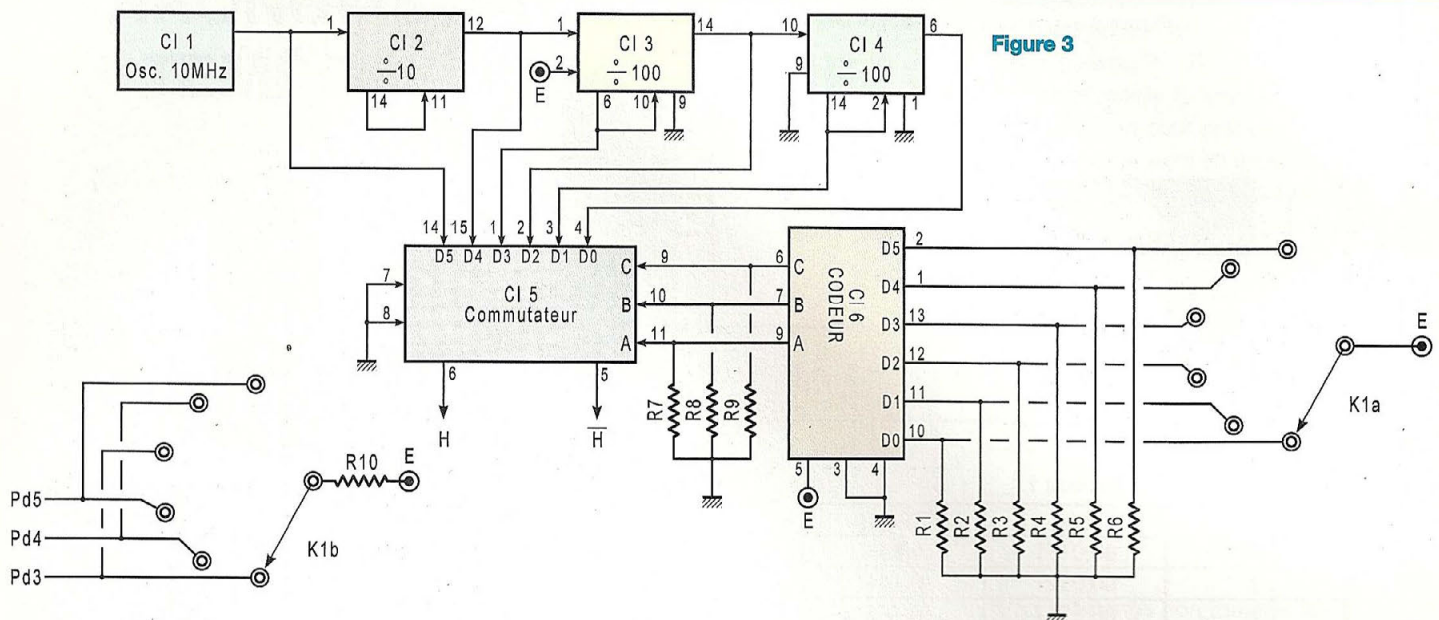 Figure 3
CI 1
Osc. 10MHz
1
CI 2
÷10
12
14
11
1
2
E
CI 3
÷100
14
6
10
9
10
9
CI 4
÷100
6
14
2
1
14 15 1 2 3 4
D5 D4 D3 D2 D1 D0
7
8
CI 5
Commutateur
C
B
A
9
10
11
6
5
H
H̅
R7
R8
R9
6
7
9
C
B
A
CI 6
CODEUR
D5
D4
D3
D2
D1
D0
2
1
13
12
11
10
5
3
4
E
R1
R2
R3
R4
R5
R6
K1a
E
Pd5
Pd4
Pd3
R10
E
K1b